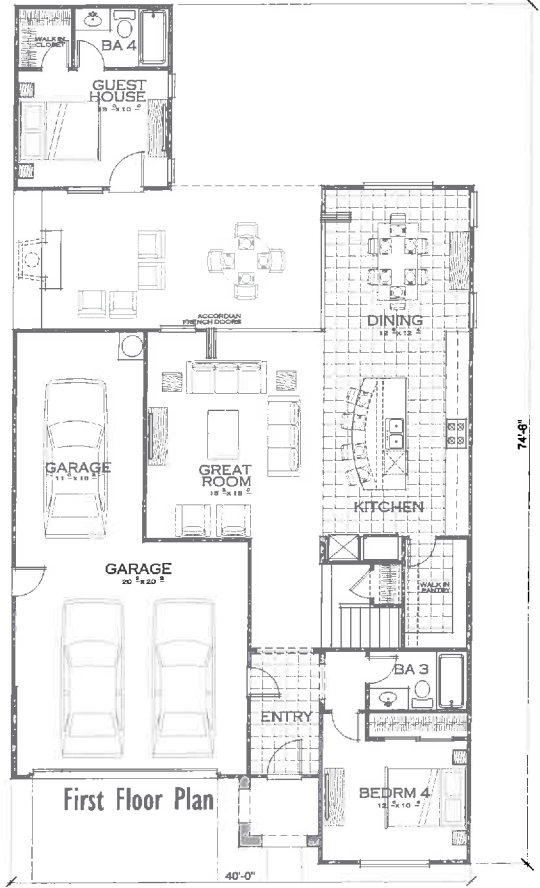 WALK IN
CLOSET
BA 4
GUEST
HOUSE
ACCORDIAN
FRENCH DOORS
DINING
GARAGE
GREAT
ROOM
KITCHEN
74'-6"
GARAGE
WALK IN
PANTRY
BA 3
ENTRY
BEDRM 4
First Floor Plan
40'-0"